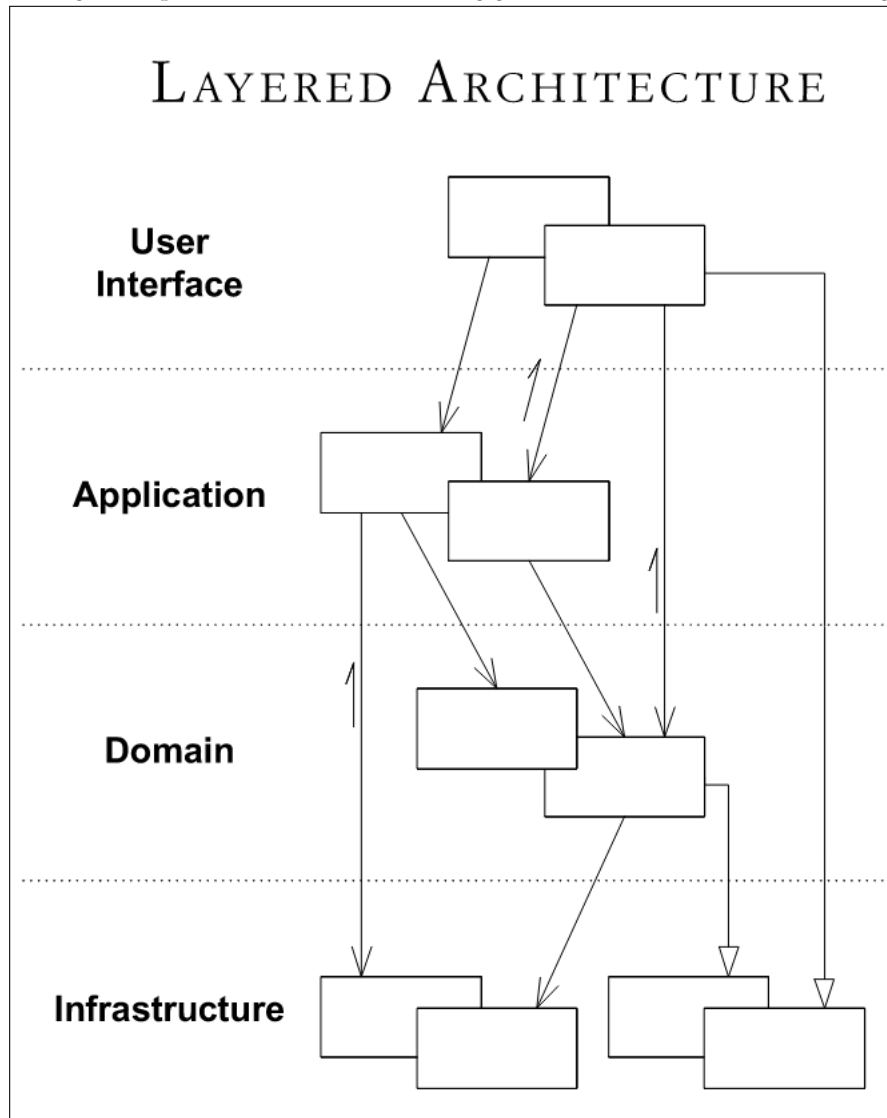 LAYERED ARCHITECTURE
User
Interface
Application
Domain
Infrastructure